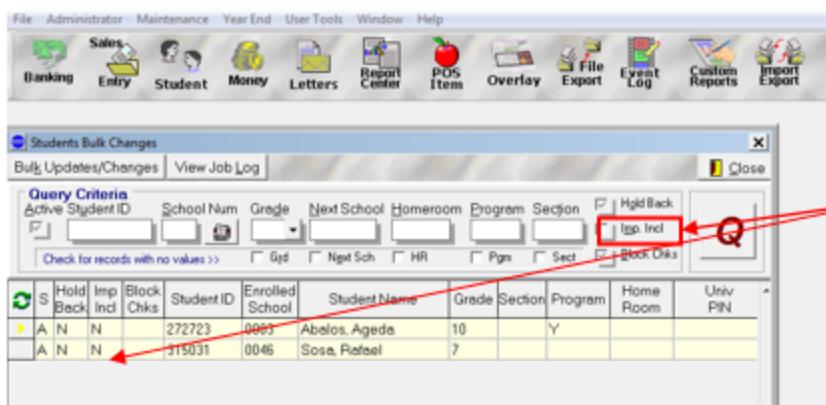 File Administrator Maintenance Year End User Tools Window Help
Banking Sales Entry Student Money Letters Report Center POS Item Overlay File Export Event Log Custom Reports Import Export
Students Bulk Changes
Bulk Updates/Changes View Job Log Close
Query Criteria
Active Student ID School Num Grade Next School Homeroom Program Section Hold Back
Imp. Incl
Q
Check for records with no values >> Grd Next Sch HR Pgm Sect Block Chks
S Hold Back Imp Incl Block Chks Student ID Enrolled School Student Name Grade Section Program Home Room Univ PIN
A N N 272723 0003 Abalos, Ageda 10 Y
A N N 315031 0046 Sosa, Rafael 7